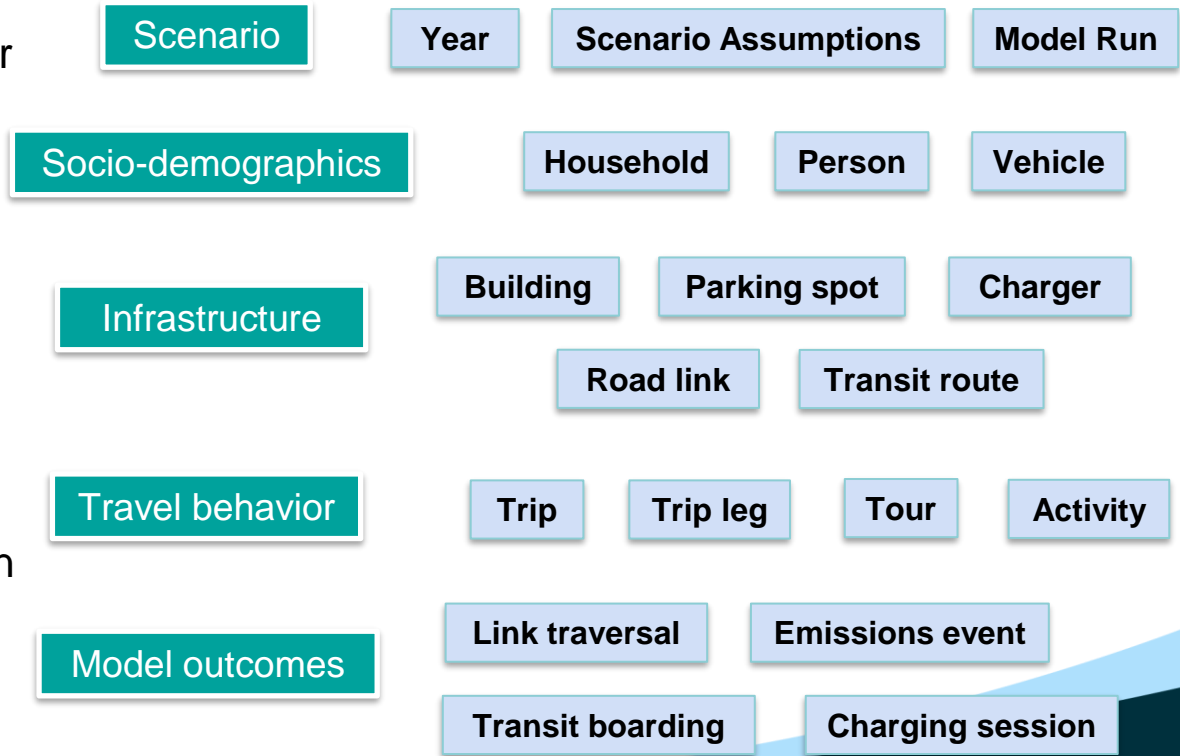 r
Scenario Year Scenario Assumptions Model Run
Socio-demographics Household Person Vehicle
Building Parking spot Charger
Infrastructure
Road link Transit route
Travel behavior Trip Trip leg Tour Activity
n
Link traversal Emissions event
Model outcomes
Transit boarding Charging session